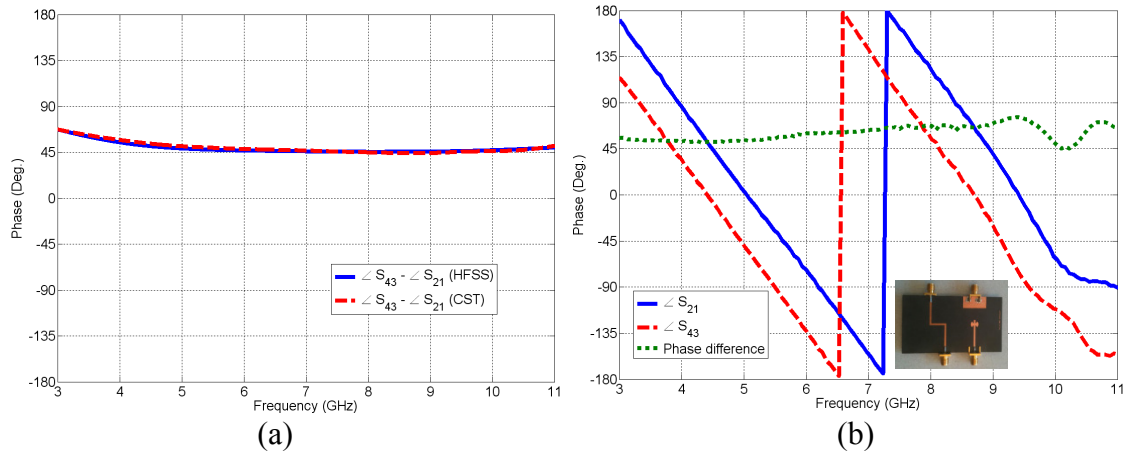 180
135
90
45
0
-45
-90
-135
-180
Phase (Deg.)
∠ S43 - ∠ S21 (HFSS)
∠ S43 - ∠ S21 (CST)
3 4 5 6 7 8 9 10 11
Frequency (GHz)
(a)
180
135
90
45
0
-45
-90
-135
-180
Phase (Deg.)
∠ S21
∠ S43
Phase difference
3 4 5 6 7 8 9 10 11
Frequency (GHz)
(b)